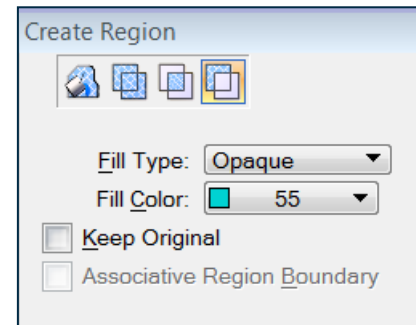 Create Region
Fill Type: Opaque
Fill Color: 55
Keep Original
Associative Region Boundary